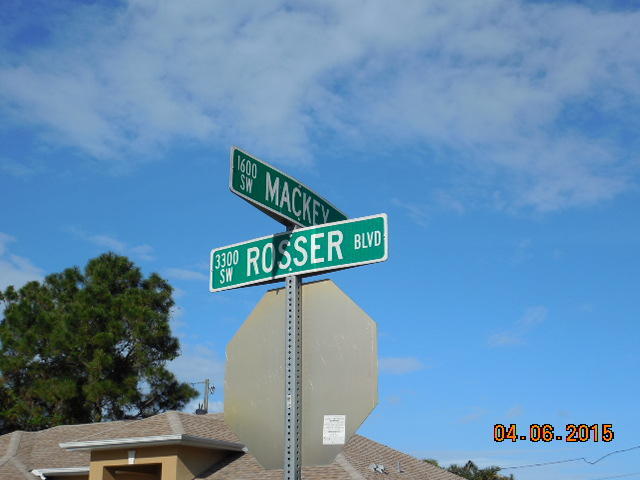 1600
SW MACKEY
3300
SW ROSSER BLVD
04.06.2015